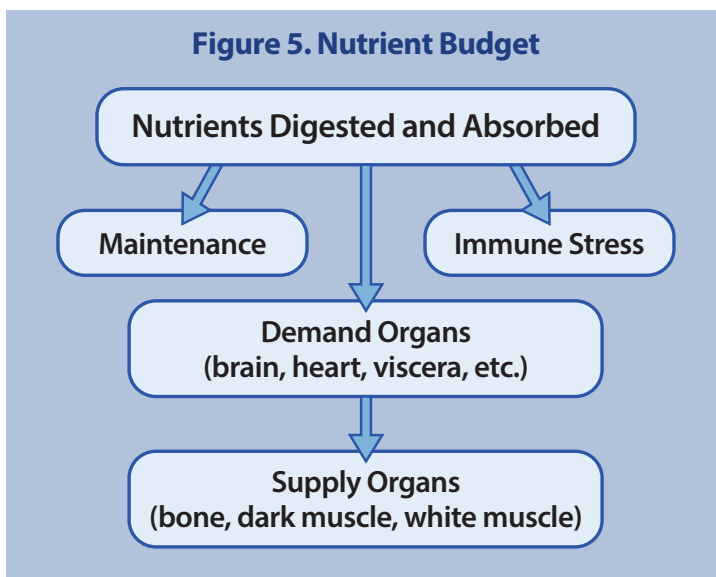 Figure 5. Nutrient Budget
Nutrients Digested and Absorbed
Maintenance
Immune Stress
Demand Organs
(brain, heart, viscera, etc.)
Supply Organs
(bone, dark muscle, white muscle)